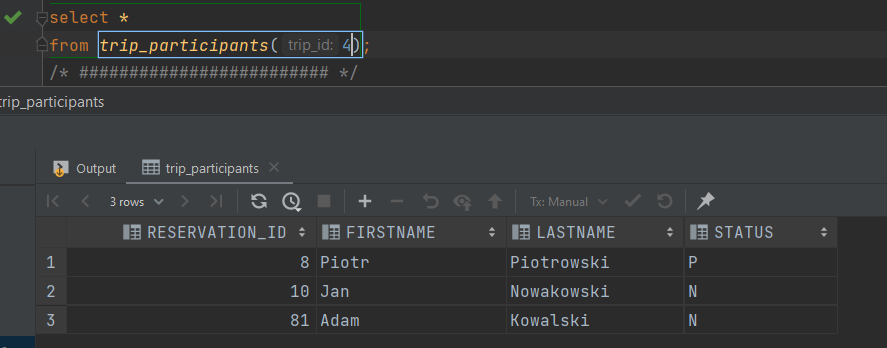 select *
from trip_participants( trip_id: 4);
/* ######################### */
trip_participants
Output trip_participants
3 rows Tx: Manual
RESERVATION_ID FIRSTNAME LASTNAME STATUS
1 8 Piotr Piotrowski P
2 10 Jan Nowakowski N
3 81 Adam Kowalski N